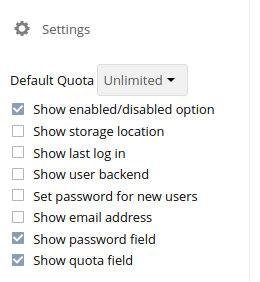 Settings
Default Quota Unlimited
Show enabled/disabled option
Show storage location
Show last log in
Show user backend
Set password for new users
Show email address
Show password field
Show quota field